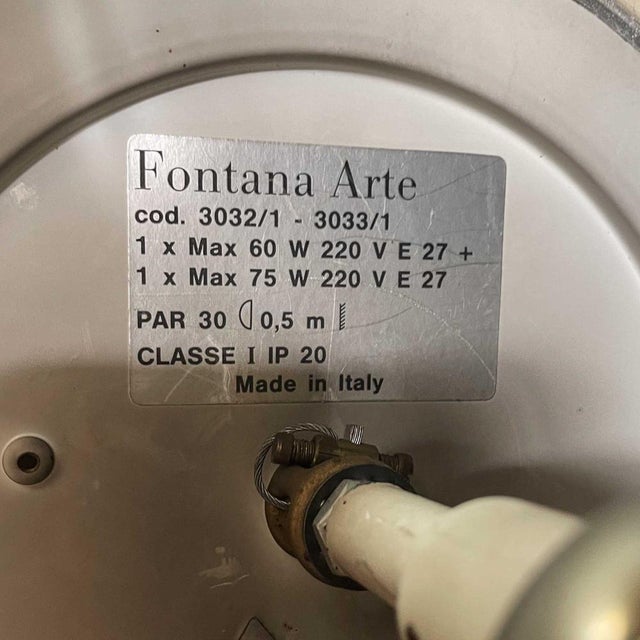 Fontana Arte
cod. 3032/1 - 3033/1
1 x Max 60 W 220 V E 27 +
1 x Max 75 W 220 V E 27
PAR 30 0,5 m
CLASSE I IP 20
Made in Italy